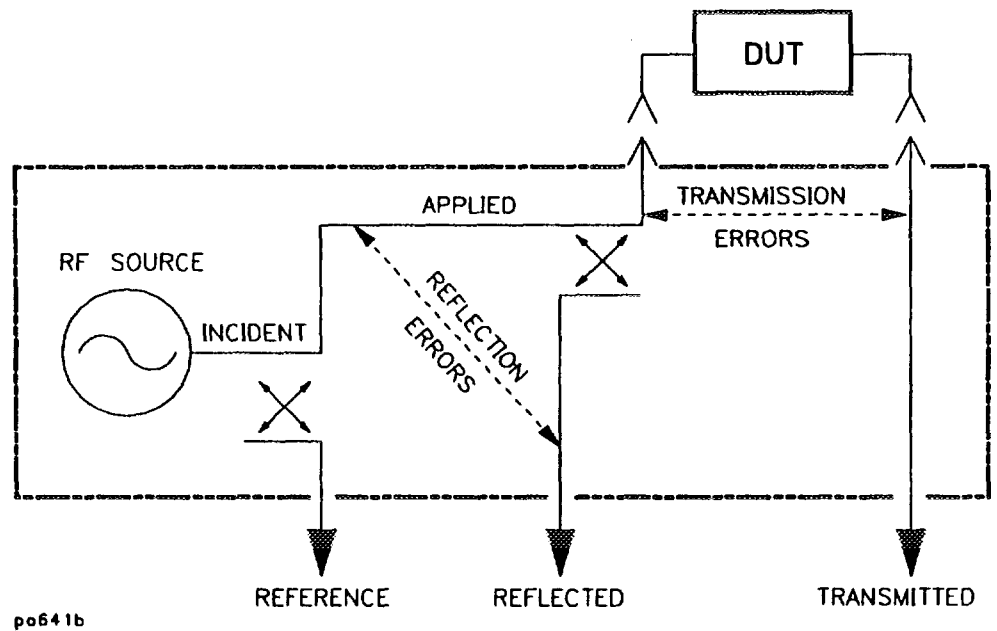 DUT
TRANSMISSION
ERRORS
APPLIED
RF SOURCE
INCIDENT
REFLECTION
ERRORS
REFERENCE
REFLECTED
TRANSMITTED
po641b